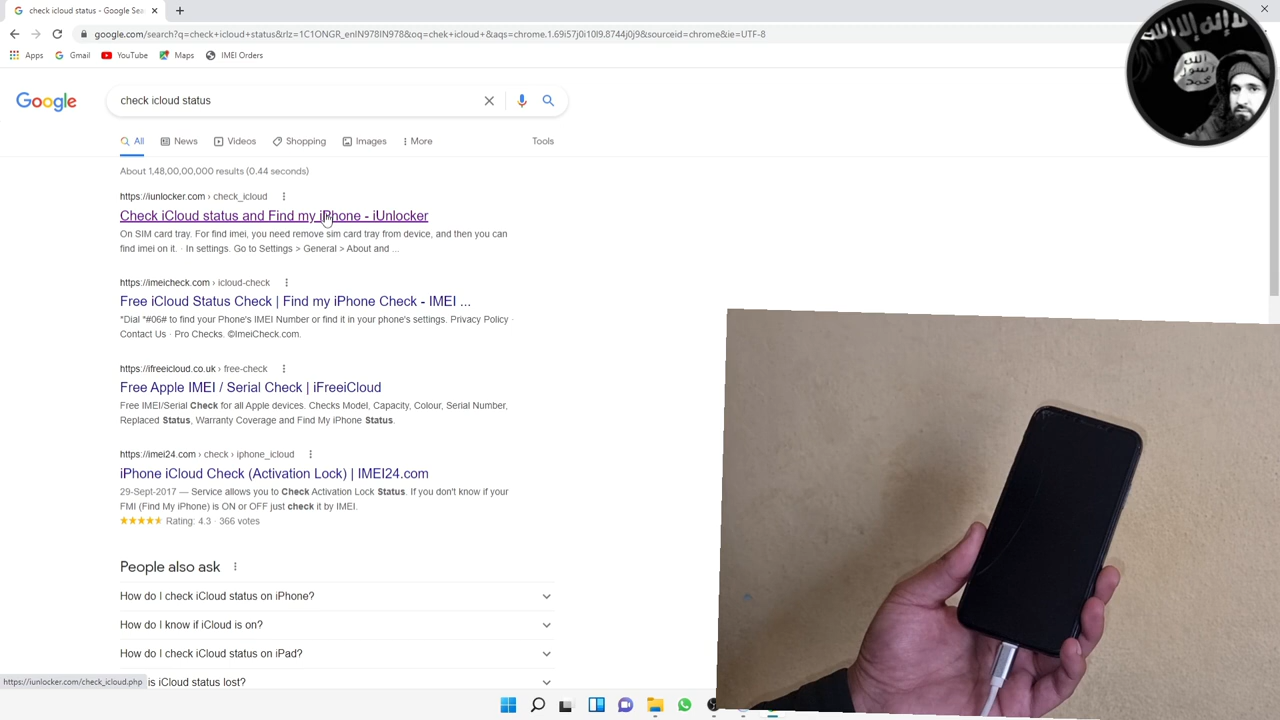 check icloud status - Google Sea
google.com/search?q=check+icloud+status&rlz=1C1ONGR_enIN978IN978&oq=chek+icloud+&aqs=chrome.1.69i57j0i10l9.8744j0j9&sourceid=chrome&ie=UTF-8
Apps Gmail YouTube Maps IMEI Orders
لا إله إلا الله
الله
رسول
محمد
Google check icloud status
All News Videos Shopping Images More Tools
About 1,48,00,00,000 results (0.44 seconds)
https://iunlocker.com › check_icloud
Check iCloud status and Find my iPhone - iUnlocker
On SIM card tray. For find imei, you need remove sim card tray from device, and then you can
find imei on it. · In settings. Go to Settings > General > About and ...
https://imeicheck.com › icloud-check
Free iCloud Status Check | Find my iPhone Check - IMEI ...
*Dial *#06# to find your Phone's IMEI Number or find it in your phone's settings. Privacy Policy ·
Contact Us · Pro Checks. ©ImeiCheck.com.
https://ifreeicloud.co.uk › free-check
Free Apple IMEI / Serial Check | iFreeiCloud
Free IMEI/Serial Check for all Apple devices. Checks Model, Capacity, Colour, Serial Number,
Replaced Status, Warranty Coverage and Find My iPhone Status.
https://imei24.com › check › iphone_icloud
iPhone iCloud Check (Activation Lock) | IMEI24.com
29-Sept-2017 — Service allows you to Check Activation Lock Status. If you don't know if your
FMI (Find My iPhone) is ON or OFF just check it by IMEI.
Rating: 4.3 · 366 votes
People also ask
How do I check iCloud status on iPhone?
How do I know if iCloud is on?
How do I check iCloud status on iPad?
is iCloud status lost?
https://iunlocker.com/check_icloud.php